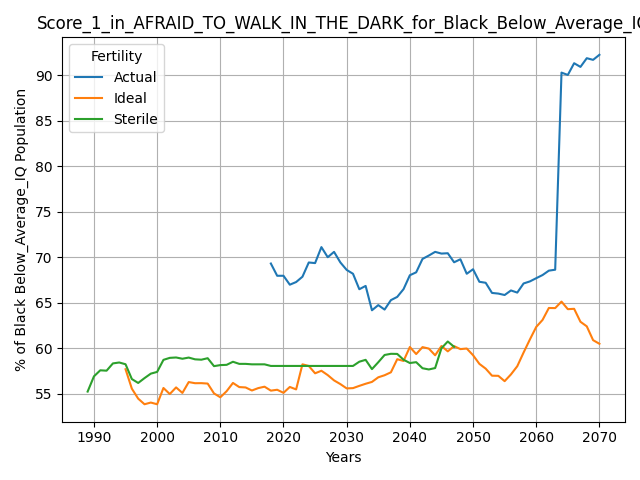 Score_1_in_AFRAID_TO_WALK_IN_THE_DARK_for_Black_Below_Average_IQ
Fertility
Actual
Ideal
Sterile
% of Black Below_Average_IQ Population
90
85
80
75
70
65
60
55
1990 2000 2010 2020 2030 2040 2050 2060 2070
Years